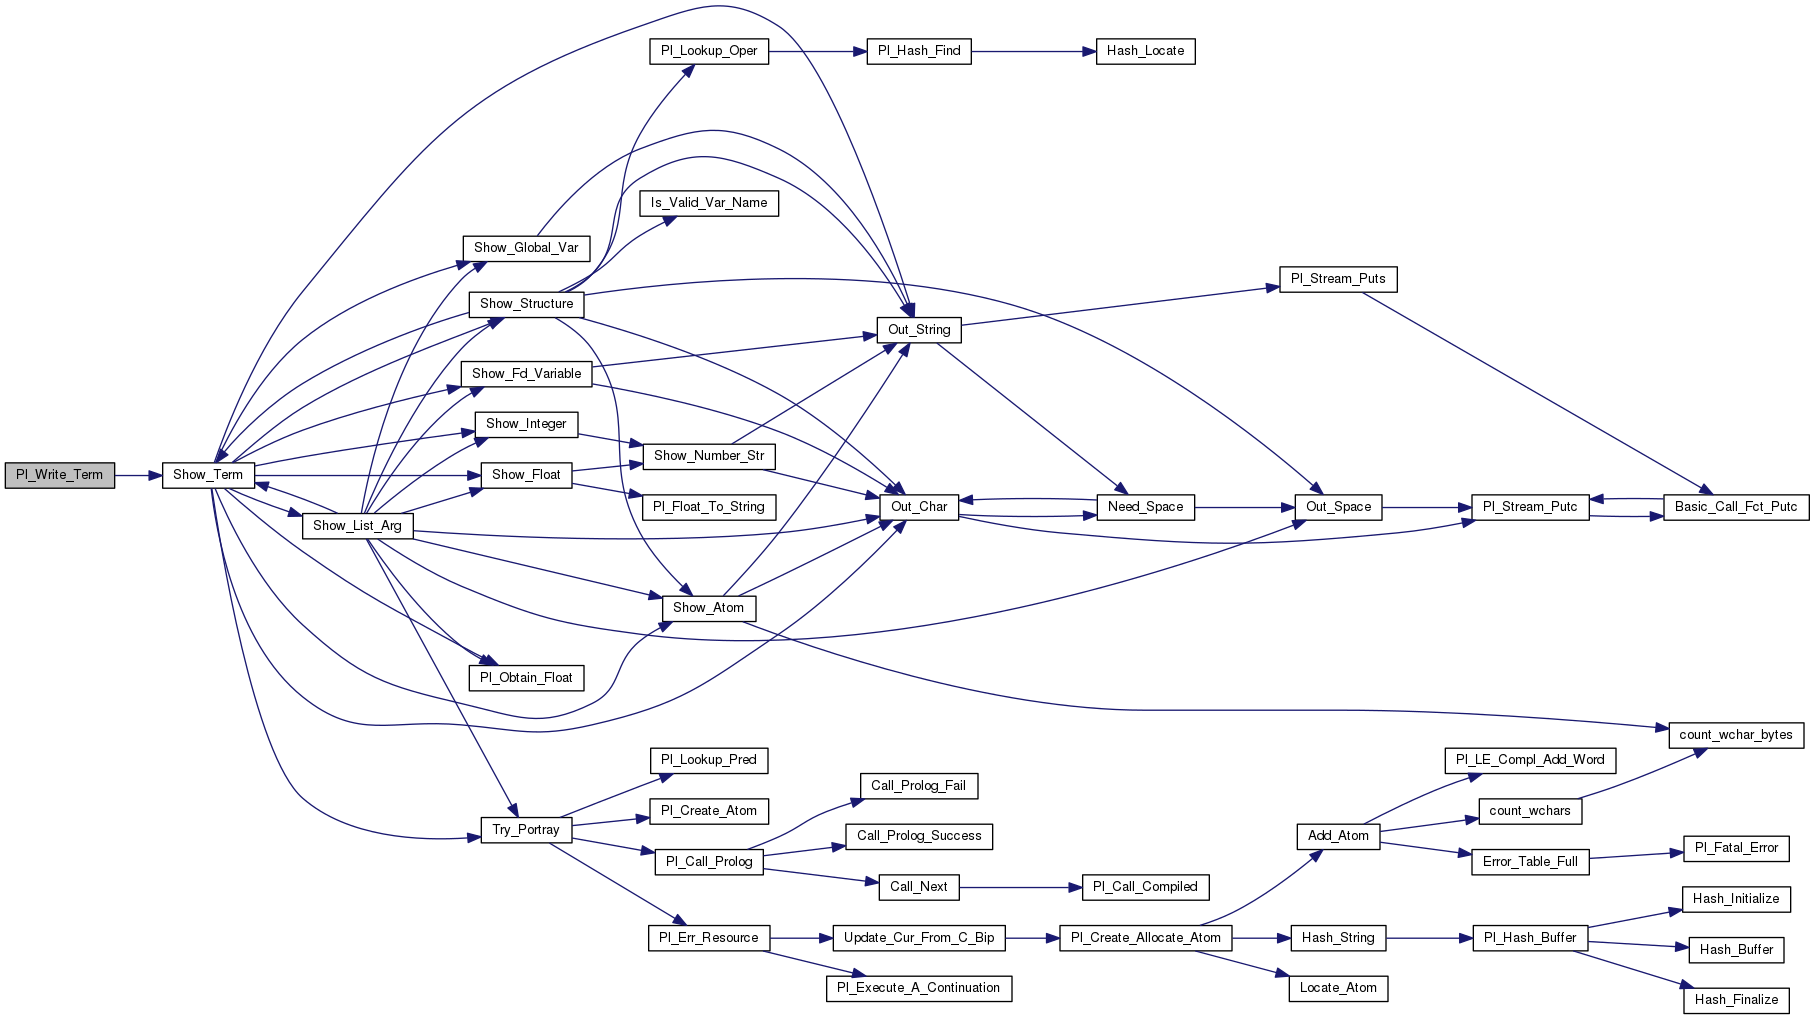 Pl_Write_Term
Show_Term
Show_List_Arg
Show_Global_Var
Show_Structure
Show_Fd_Variable
Show_Integer
Show_Float
Pl_Obtain_Float
Try_Portray
Pl_Lookup_Oper
Is_Valid_Var_Name
Show_Number_Str
Pl_Float_To_String
Show_Atom
Pl_Lookup_Pred
Pl_Create_Atom
Pl_Call_Prolog
Pl_Err_Resource
Pl_Hash_Find
Out_String
Out_Char
Call_Prolog_Fail
Call_Prolog_Success
Call_Next
Update_Cur_From_C_Bip
Pl_Execute_A_Continuation
Hash_Locate
Need_Space
Pl_Call_Compiled
Pl_Create_Allocate_Atom
Pl_Stream_Puts
Out_Space
Add_Atom
Hash_String
Locate_Atom
Pl_Stream_Putc
Pl_LE_Compl_Add_Word
count_wchars
Error_Table_Full
Pl_Hash_Buffer
Basic_Call_Fct_Putc
count_wchar_bytes
Pl_Fatal_Error
Hash_Initialize
Hash_Buffer
Hash_Finalize